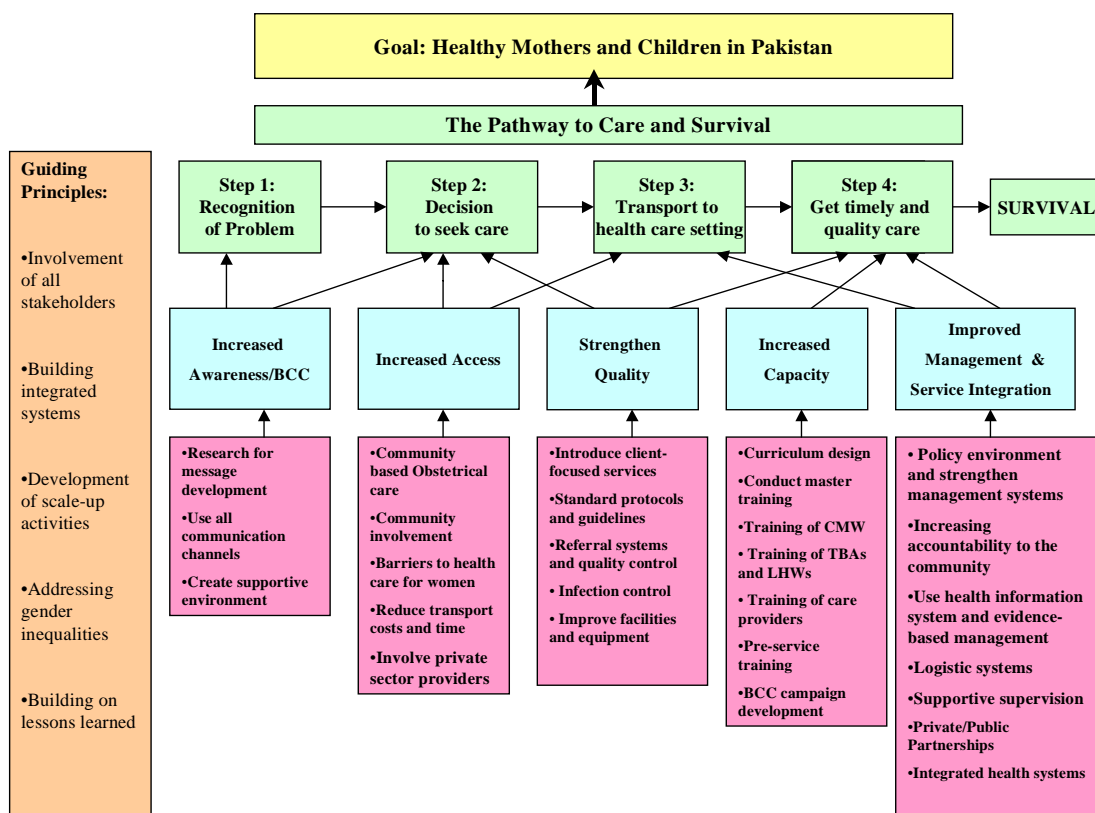 Goal: Healthy Mothers and Children in Pakistan
The Pathway to Care and Survival
Guiding
Principles:
•Involvement
of all
stakeholders
•Building
integrated
systems
•Development
of scale-up
activities
•Addressing
gender
inequalities
•Building on
lessons learned
Step 1:
Recognition
of Problem
Step 2:
Decision
to seek care
Step 3:
Transport to
health care setting
Step 4:
Get timely and
quality care
SURVIVAL
Increased
Awareness/BCC
Increased Access
Strengthen
Quality
Increased
Capacity
Improved
Management &
Service Integration
•Research for
message
development
•Use all
communication
channels
•Create supportive
environment
•Community
based Obstetrical
care
•Community
involvement
•Barriers to health
care for women
•Reduce transport
costs and time
•Involve private
sector providers
•Introduce client-
focused services
•Standard protocols
and guidelines
•Referral systems
and quality control
• Infection control
• Improve facilities
and equipment
•Curriculum design
•Conduct master
training
•Training of CMW
• Training of TBAs
and LHWs
• Training of care
providers
•Pre-service
training
•BCC campaign
development
• Policy environment
and strengthen
management systems
•Increasing
accountability to the
community
•Use health information
system and evidence-
based management
•Logistic systems
•Supportive supervision
•Private/Public
Partnerships
•Integrated health systems